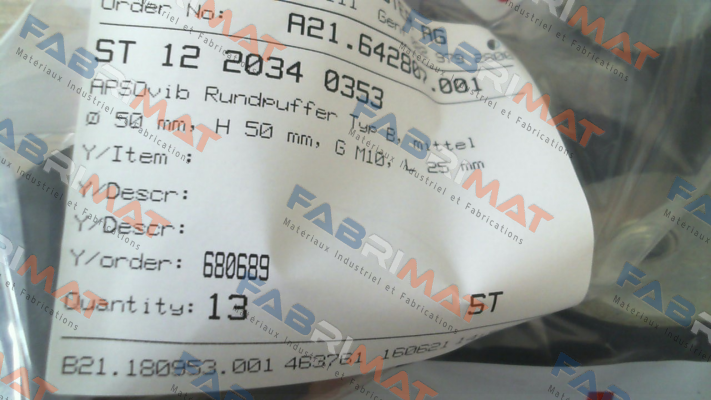 Order No: A21.642807.001
ST 12 2034 0353
APSOvib Rundpuffer Typ B, mittel
Ø 50 mm, H 50 mm, G M10, L 25 mm
Y/Item :
Y/Descr:
Y/Descr:
Y/order: 680689
Quantity: 13 ST
B21.180953.001 463761 160621
FABRIMAT
Materiaux Industriel et Fabrications